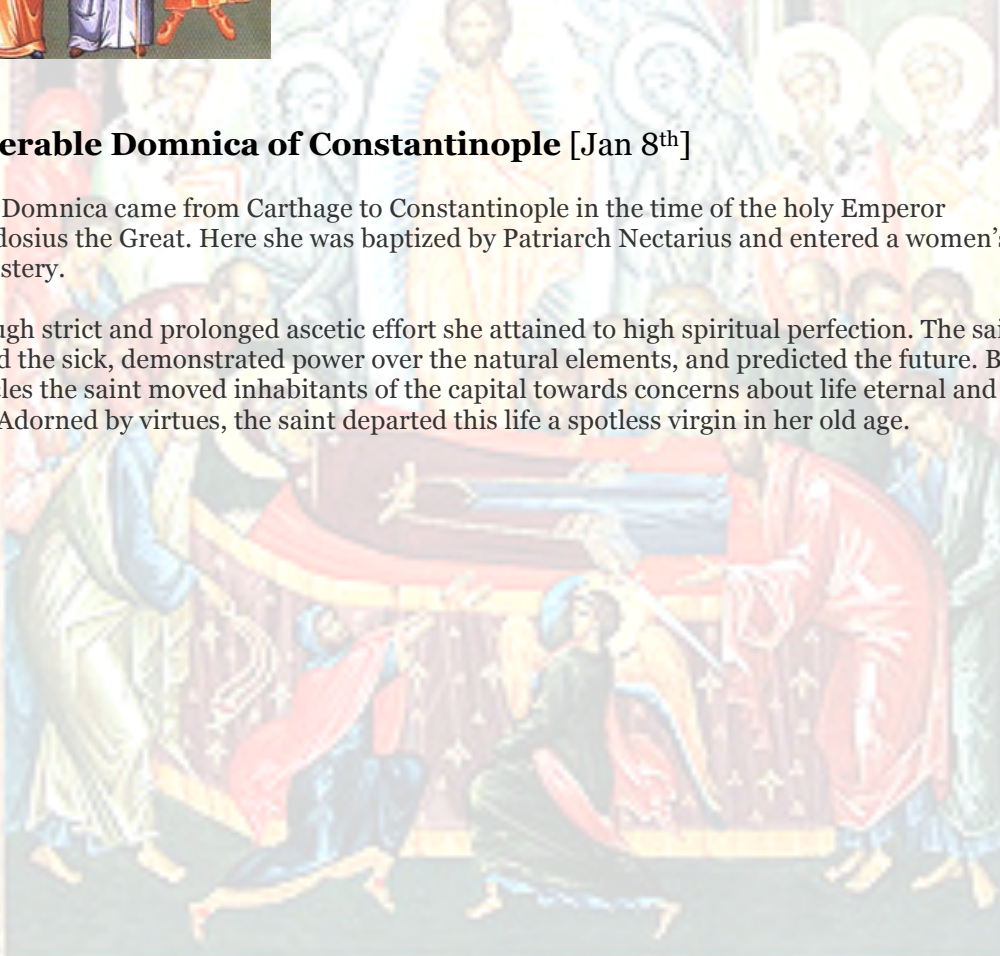 erable Domnica of Constantinople [Jan 8th]
Domnica came from Carthage to Constantinople in the time of the holy Emperor
dosius the Great. Here she was baptized by Patriarch Nectarius and entered a women’s
stery.
ugh strict and prolonged ascetic effort she attained to high spiritual perfection. The sai
d the sick, demonstrated power over the natural elements, and predicted the future. B
cles the saint moved inhabitants of the capital towards concerns about life eternal and
Adorned by virtues, the saint departed this life a spotless virgin in her old age.